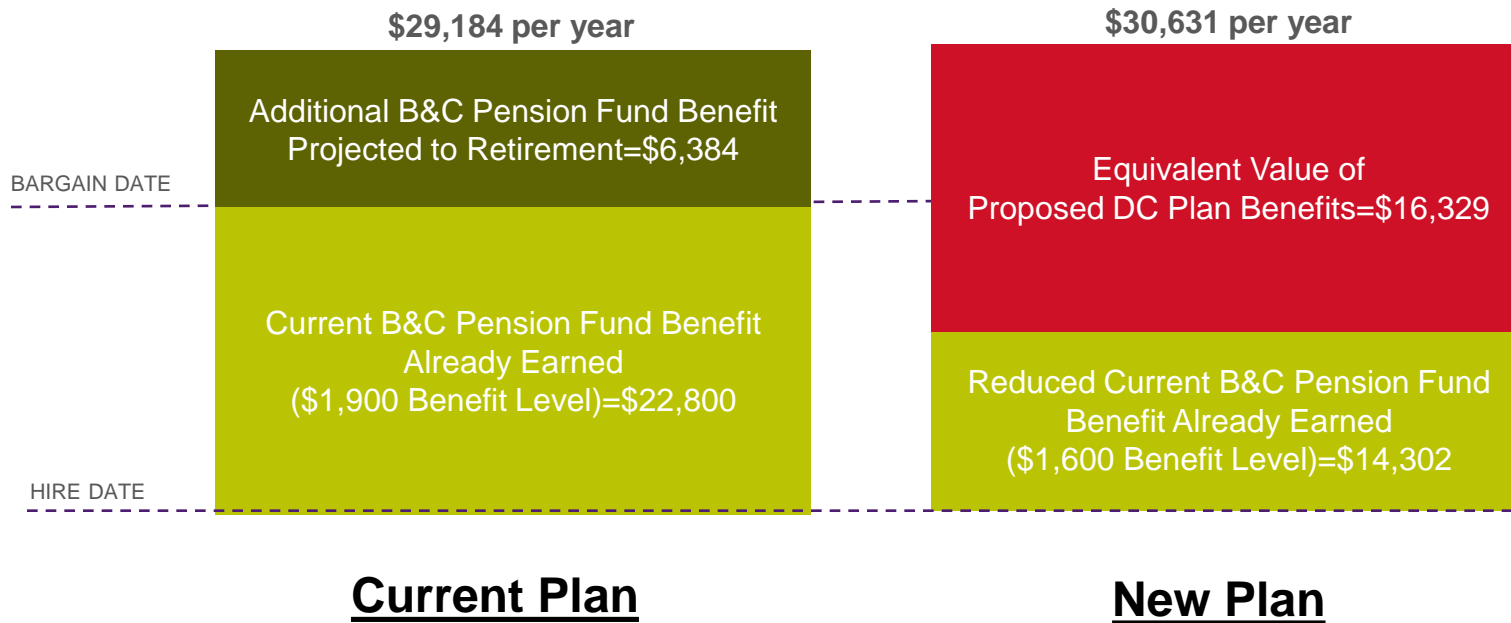 $29,184 per year
Additional B&C Pension Fund Benefit
Projected to Retirement=$6,384
BARGAIN DATE
Current B&C Pension Fund Benefit
Already Earned
($1,900 Benefit Level)=$22,800
HIRE DATE
Current Plan
$30,631 per year
Equivalent Value of
Proposed DC Plan Benefits=$16,329
Reduced Current B&C Pension Fund
Benefit Already Earned
($1,600 Benefit Level)=$14,302
New Plan